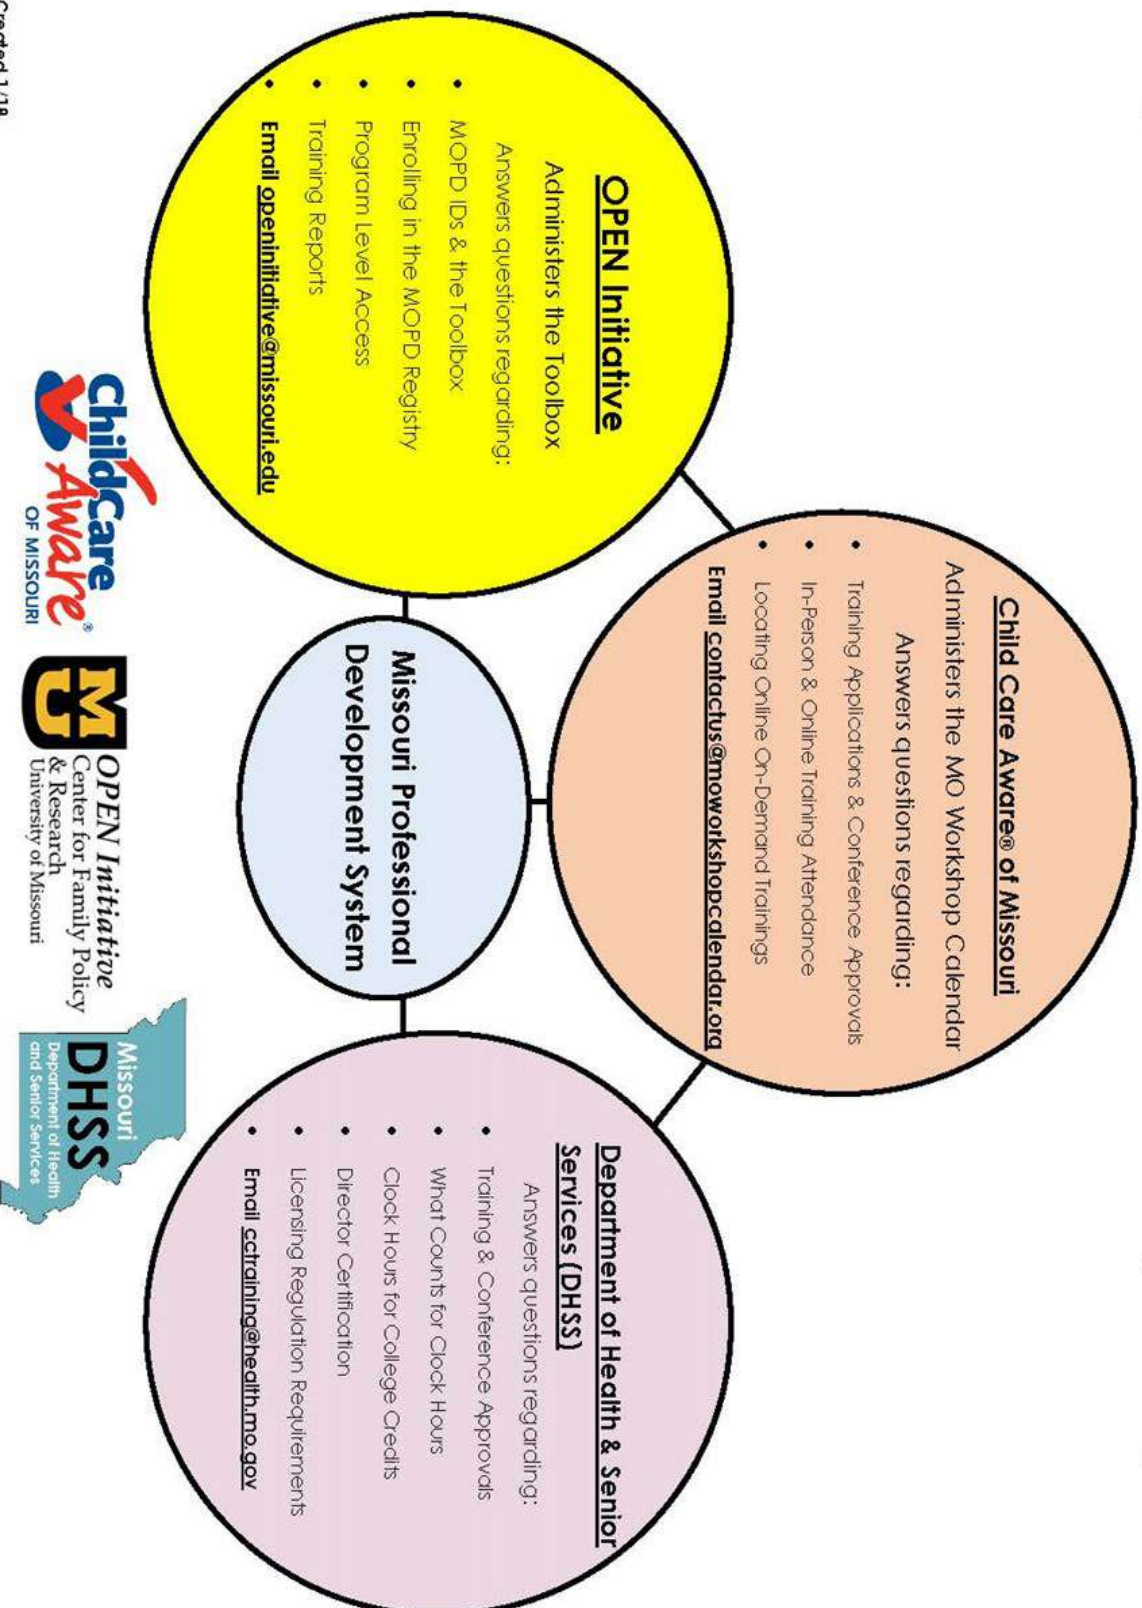 Child Care Aware® of Missouri
Administers the MO Workshop Calendar
Answers questions regarding:
• Training Applications & Conference Approvals
• In-Person & Online Training Attendance
• Locating Online On-Demand Trainings
Email contactus@moworkshopcalendar.org
OPEN Initiative
Administers the Toolbox
Answers questions regarding:
• MOPD IDs & the Toolbox
• Enrolling in the MOPD Registry
• Program Level Access
• Training Reports
• Email openinitiative@missouri.edu
Missouri Professional
Development System
Department of Health & Senior
Services (DHSS)
Answers questions regarding:
• Training & Conference Approvals
• What Counts for Clock Hours
• Clock Hours for College Credits
• Director Certification
• Licensing Regulation Requirements
• Email cctraining@health.mo.gov
ChildCare
Aware®
OF MISSOURI
MU
OPEN Initiative
Center for Family Policy
& Research
University of Missouri
Missouri
DHSS
Department of Health
and Senior Services
Created 1/18